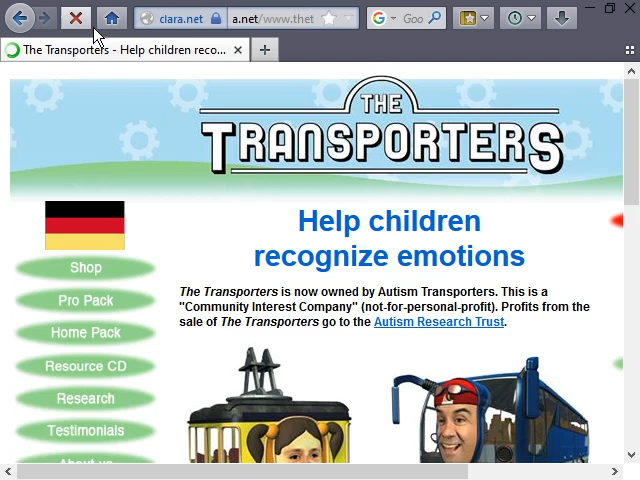 clara.net
a.net/www.thet
G
Goo
The Transporters - Help children reco...
THE
TRANSPORTERS
Help children
recognize emotions
Shop
Pro Pack
Home Pack
Resource CD
Research
Testimonials
About us
The Transporters is now owned by Autism Transporters. This is a
"Community Interest Company" (not-for-personal-profit). Profits from the
sale of The Transporters go to the Autism Research Trust.